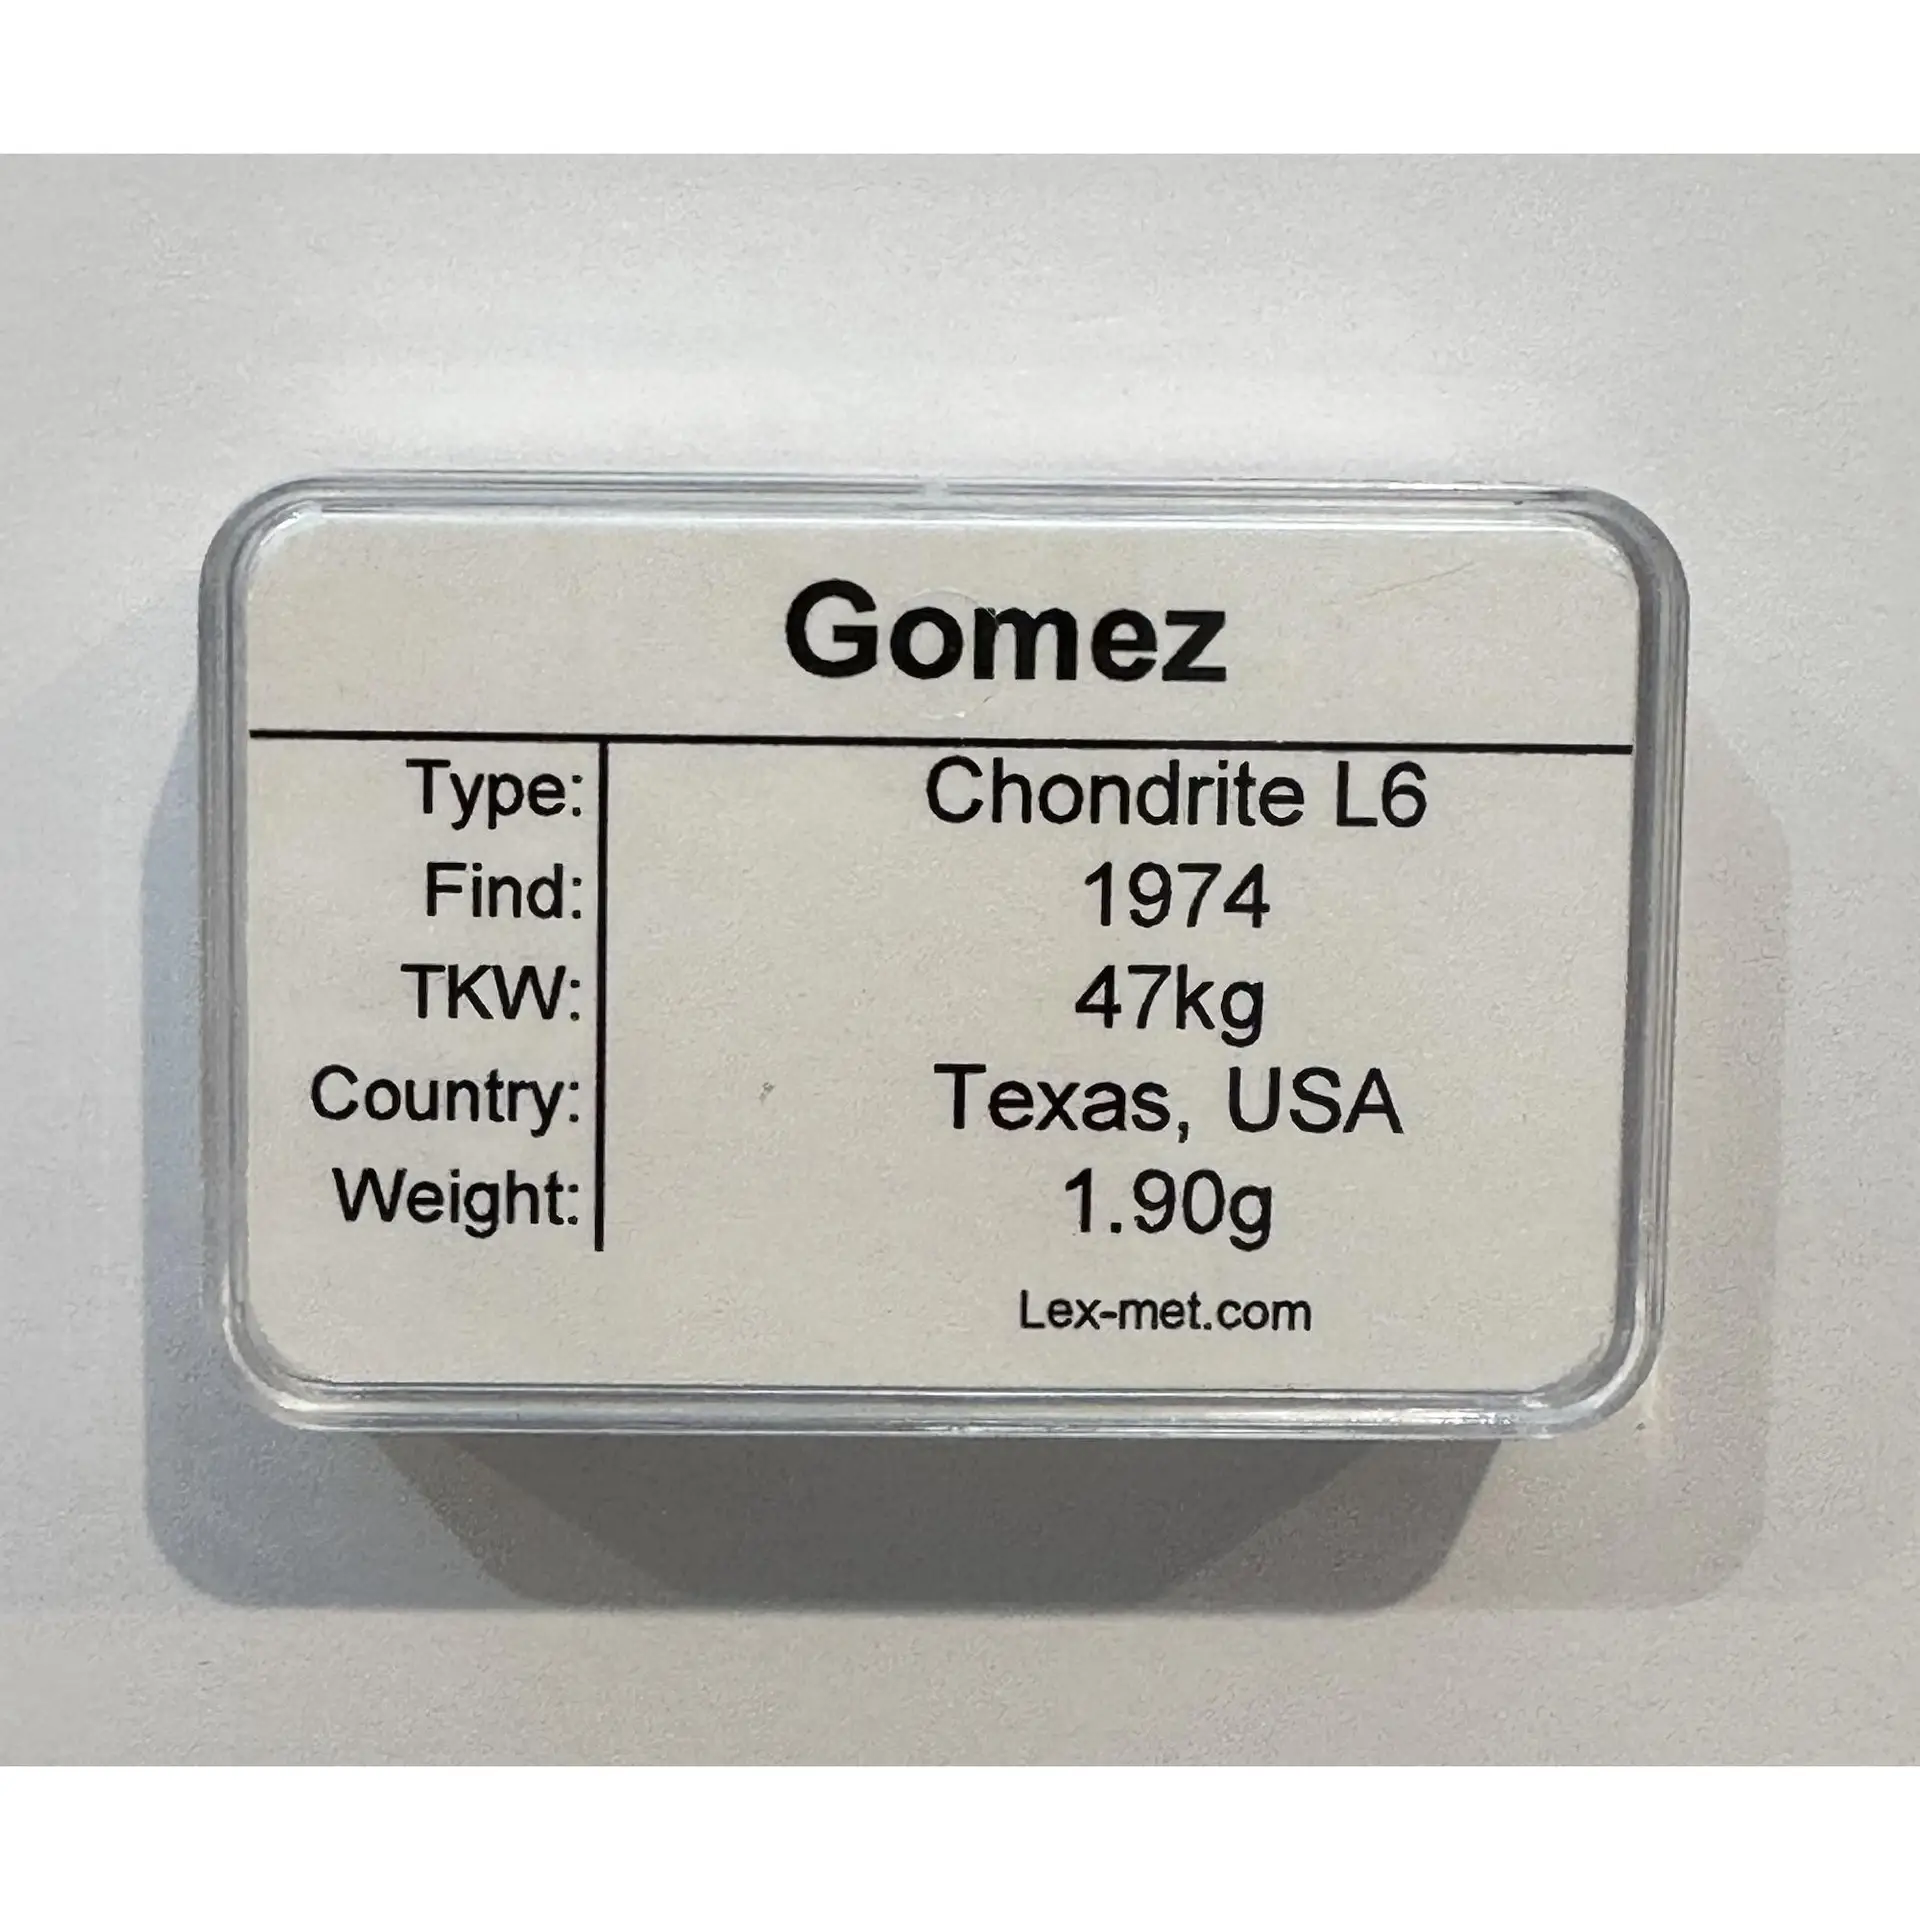 Gomez
Type: Chondrite L6
Find: 1974
TKW: 47kg
Country: Texas, USA
Weight: 1.90g
Lex-met.com